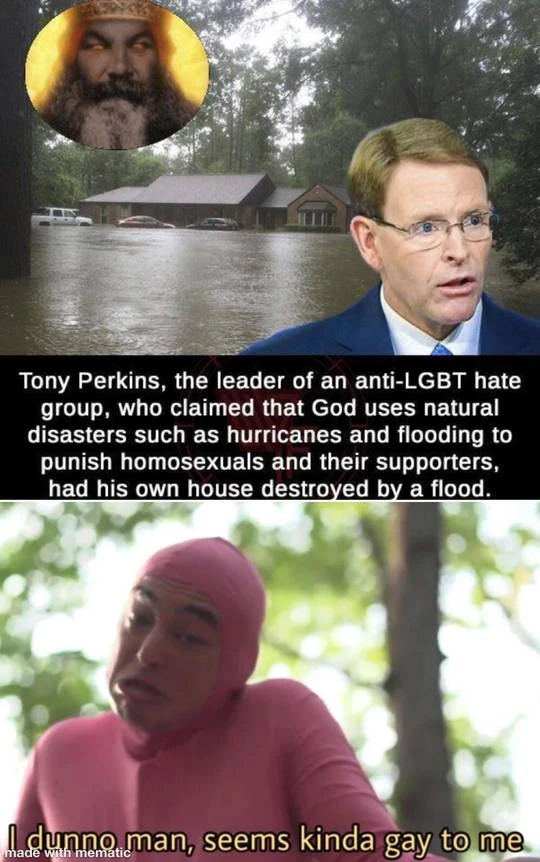 Tony Perkins, the leader of an anti-LGBT hate
group, who claimed that God uses natural
disasters such as hurricanes and flooding to
punish homosexuals and their supporters,
had his own house destroyed by a flood.
I dunno man, seems kinda gay to me
made with mematic